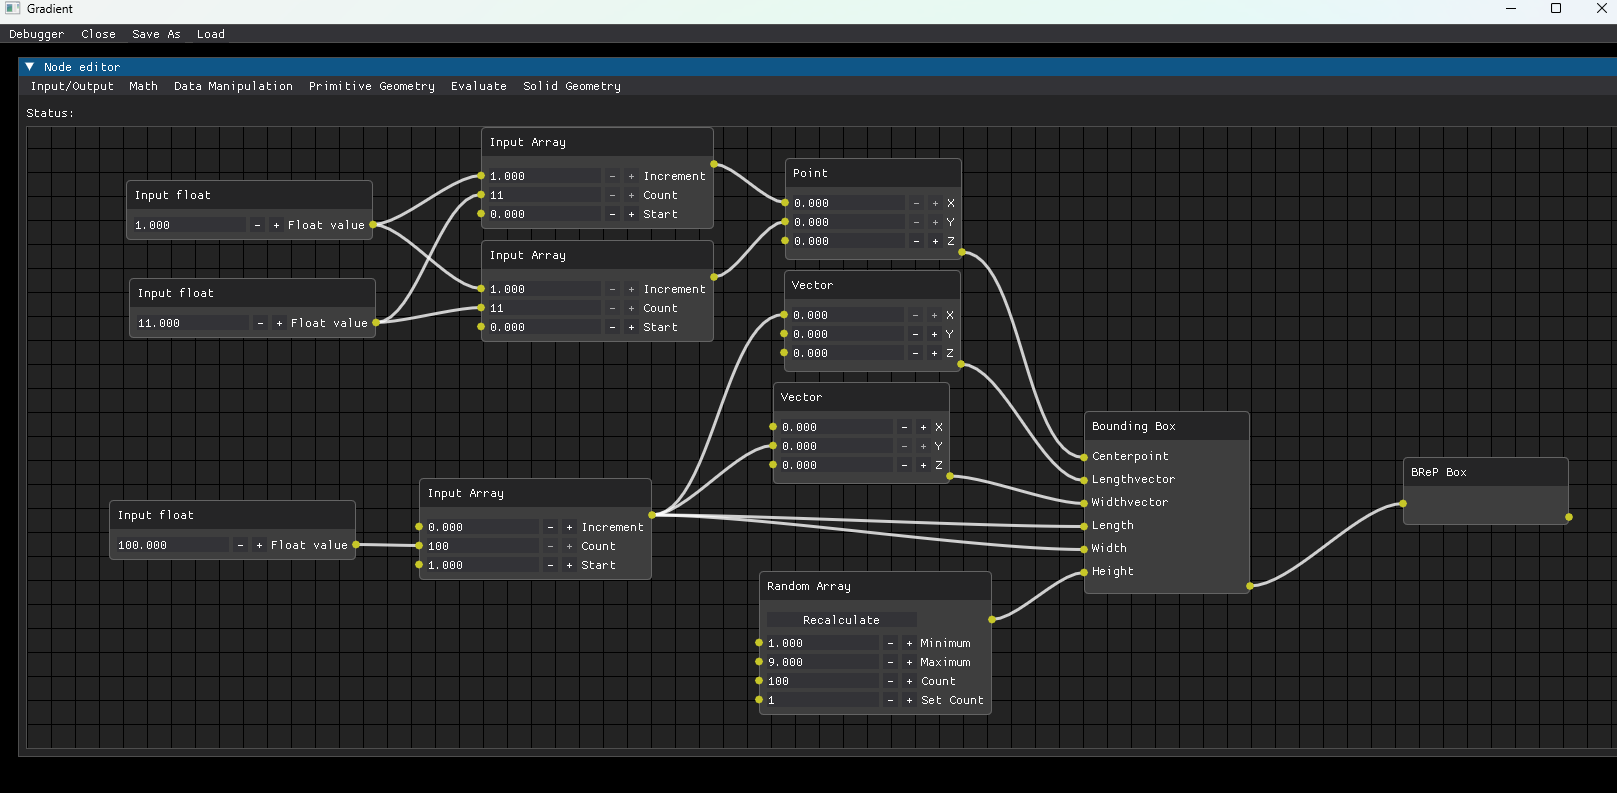 Gradient
Debugger Close Save As Load
Node editor
Input/Output Math Data Manipulation Primitive Geometry Evaluate Solid Geometry
Status:
Input float
1.000 - + Float value
Input float
11.000 - + Float value
Input Array
1.000 - + Increment
11 - + Count
0.000 - + Start
Input Array
1.000 - + Increment
11 - + Count
0.000 - + Start
Point
0.000 - + X
0.000 - + Y
0.000 - + Z
Vector
0.000 - + X
0.000 - + Y
0.000 - + Z
Vector
0.000 - + X
0.000 - + Y
0.000 - + Z
Input float
100.000 - + Float value
Input Array
0.000 - + Increment
100 - + Count
1.000 - + Start
Random Array
Recalculate
1.000 - + Minimum
9.000 - + Maximum
100 - + Count
1 - + Set Count
Bounding Box
Centerpoint
Lengthvector
Widthvector
Length
Width
Height
BReP Box